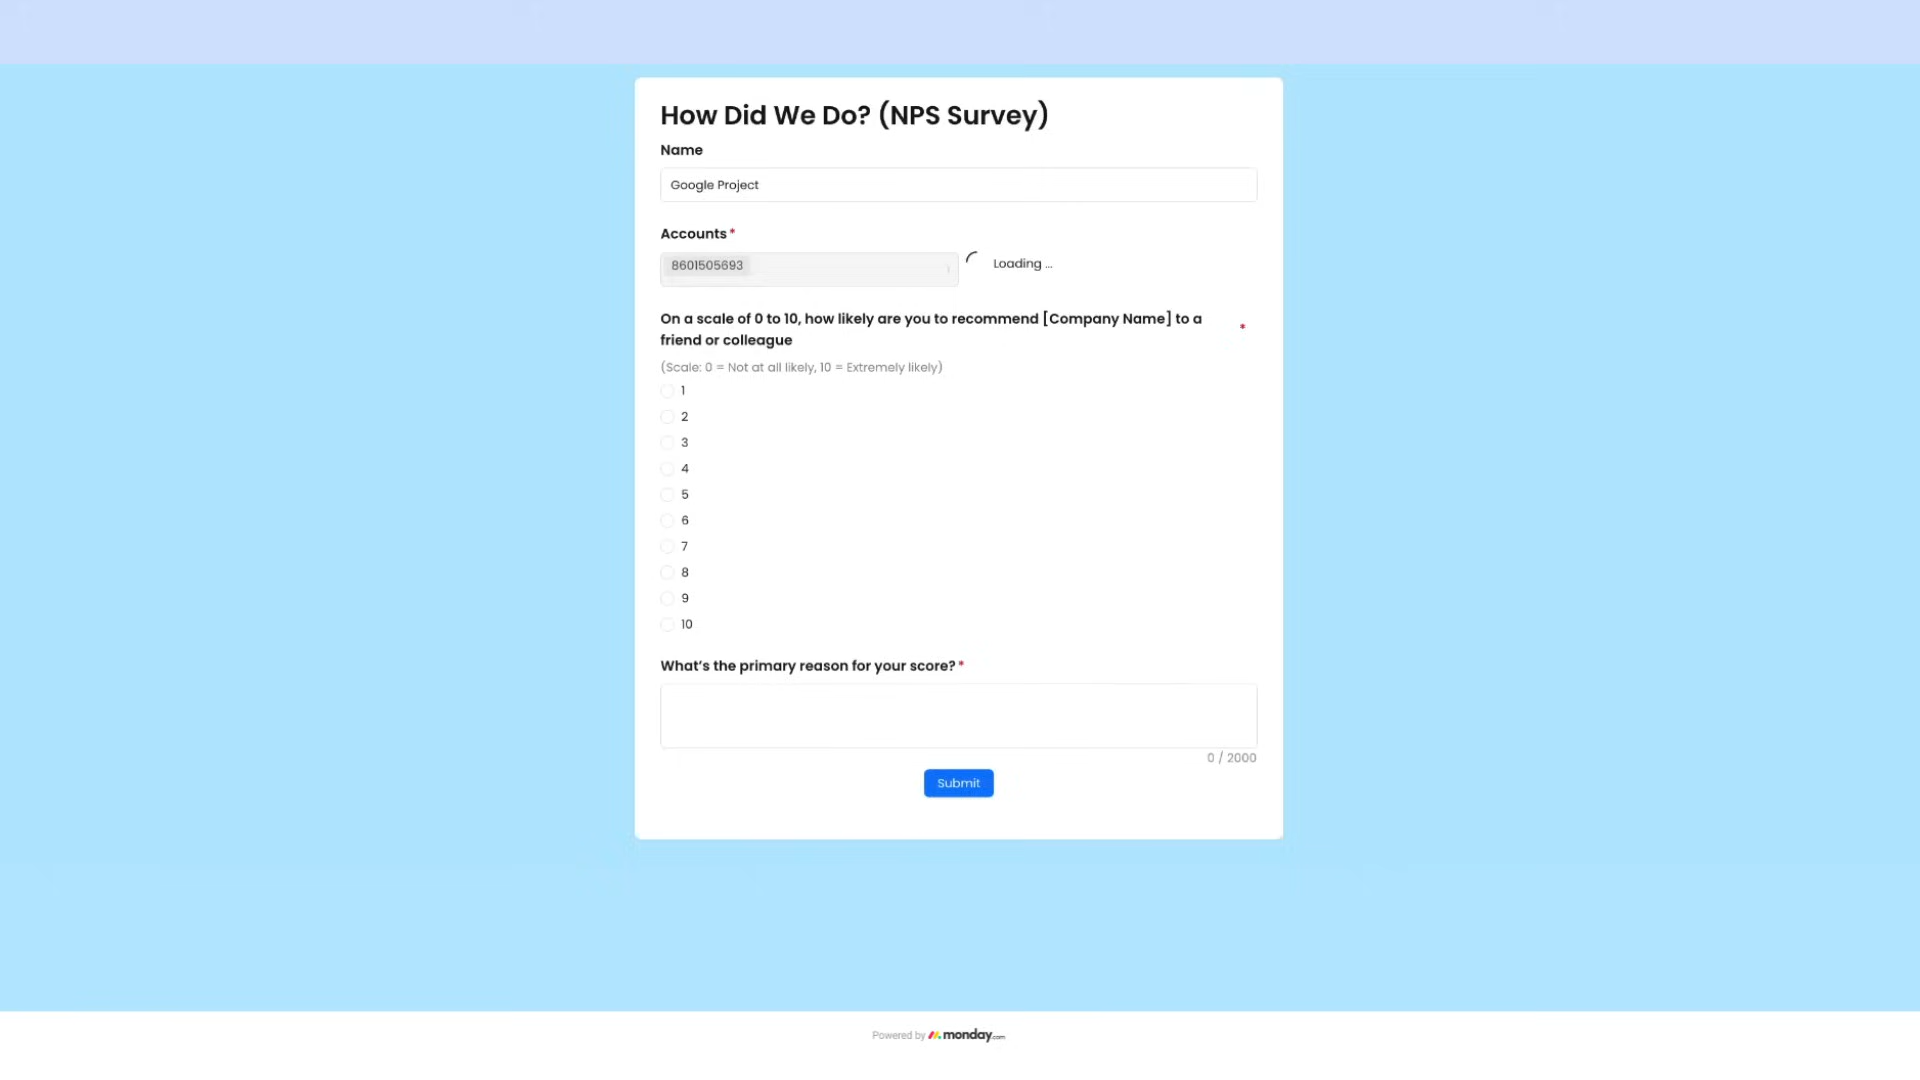 How Did We Do? (NPS Survey)
Name
Google Project
Accounts *
8601505693
Loading ...
On a scale of 0 to 10, how likely are you to recommend [Company Name] to a
friend or colleague *
(Scale: 0 = Not at all likely, 10 = Extremely likely)
1
2
3
4
5
6
7
8
9
10
What's the primary reason for your score? *
0 / 2000
Submit
Powered by monday.com